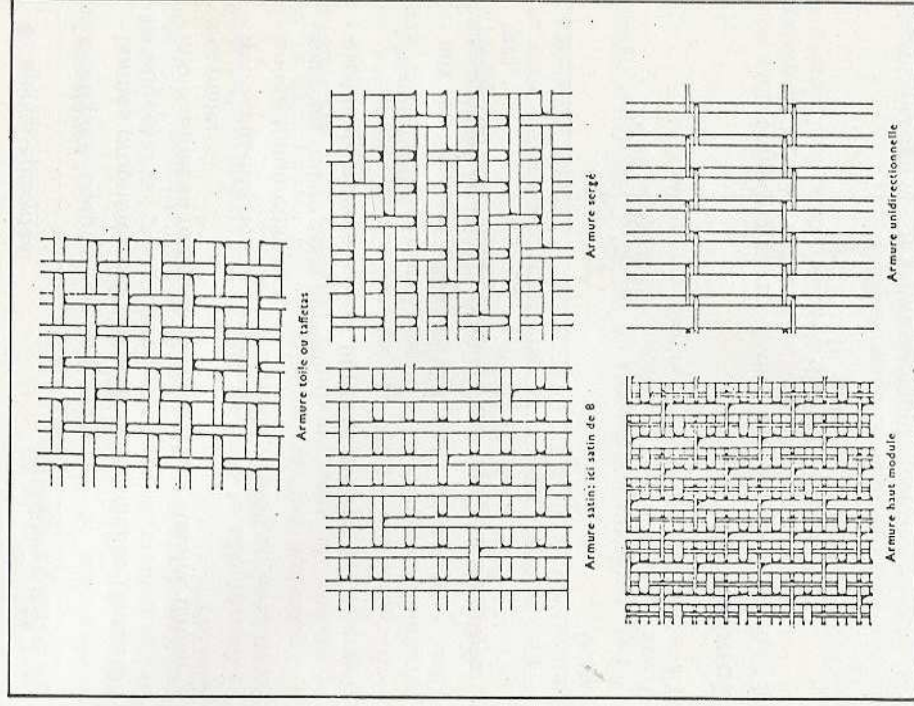 Armure toile ou taffetas
Armure satin: ici satin de 8
Armure sergé
Armure haut module
Armure unidirectionnelle